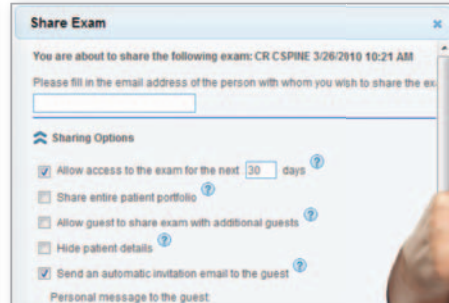 Share Exam
You are about to share the following exam: CR CSPINE 3/26/2010 10:21 AM
Please fill in the email address of the person with whom you wish to share the
Sharing Options
Allow access to the exam for the next 30 days ?
Share entire patient portfolio ?
Allow guest to share exam with additional guests ?
Hide patient details ?
Send an automatic invitation email to the guest ?
Personal message to the guest